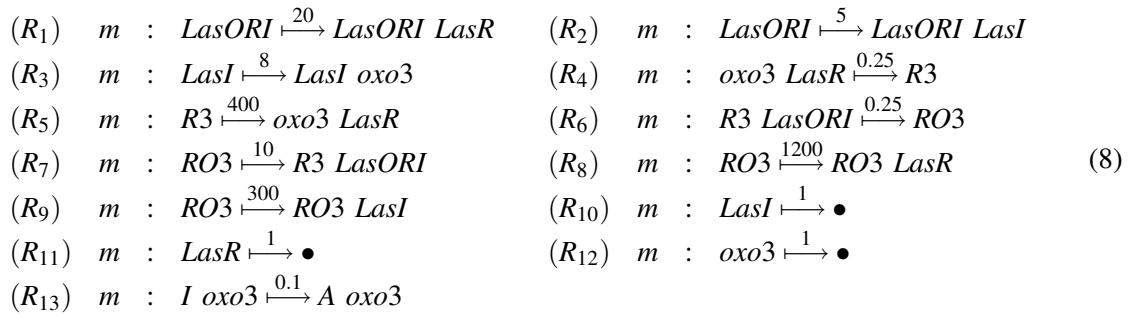 (R1) m : LasORI 20⟼ LasORI LasR (R2) m : LasORI 5⟼ LasORI LasI
(R3) m : LasI 8⟼ LasI oxo3 (R4) m : oxo3 LasR 0.25⟼ R3
(R5) m : R3 400⟼ oxo3 LasR (R6) m : R3 LasORI 0.25⟼ RO3
(R7) m : RO3 10⟼ R3 LasORI (R8) m : RO3 1200⟼ RO3 LasR (8)
(R9) m : RO3 300⟼ RO3 LasI (R10) m : LasI 1⟼ •
(R11) m : LasR 1⟼ • (R12) m : oxo3 1⟼ •
(R13) m : I oxo3 0.1⟼ A oxo3